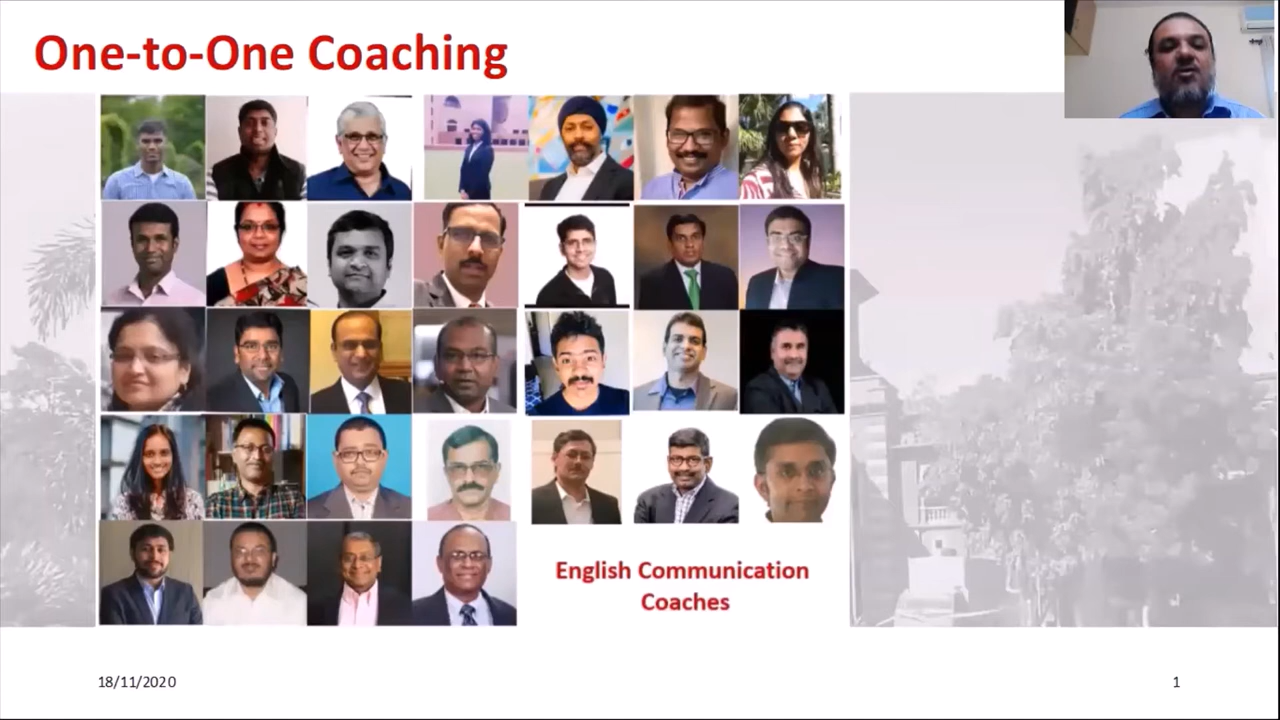 One-to-One Coaching
English Communication
Coaches
18/11/2020
1